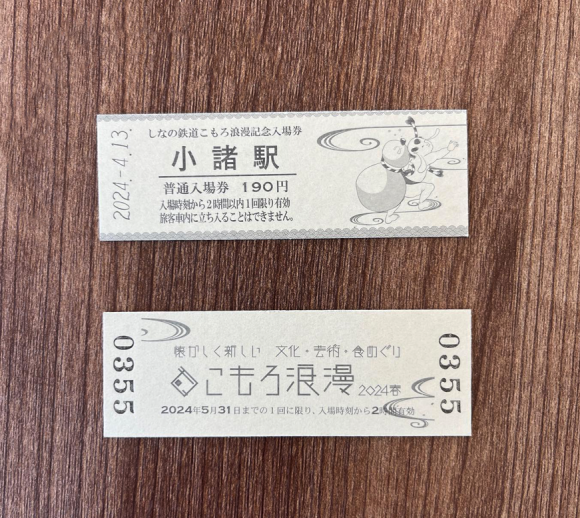 2024.-4.13.
しなの鉄道こもろ浪漫記念入場券
小諸駅
普通入場券 190円
入場時刻から2時間以内1回限り有効
旅客車内に立ち入ることはできません。
0355
懐かしく新しい 文化・芸術・食めぐり
こもろ浪漫 2024春
2024年5月31日までの1回に限り、入場時刻から2時間有効
0355